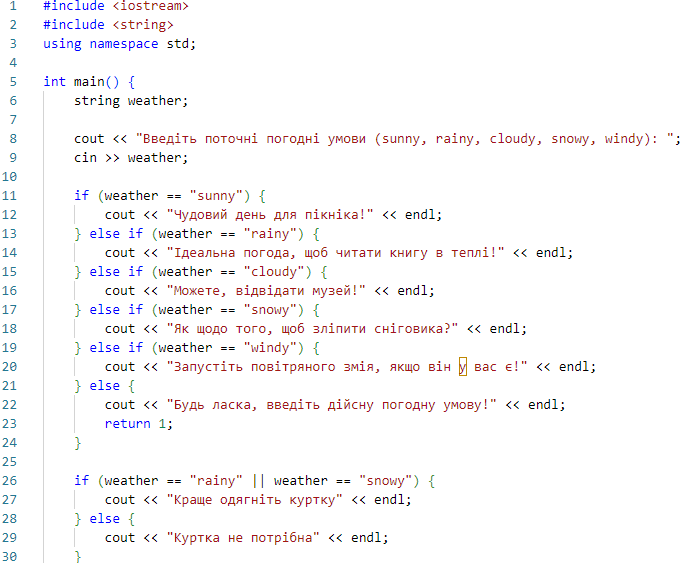 1 #include <iostream>
2 #include <string>
3 using namespace std;
4
5 int main() {
6     string weather;
7
8     cout << "Введіть поточні погодні умови (sunny, rainy, cloudy, snowy, windy): ";
9     cin >> weather;
10
11     if (weather == "sunny") {
12         cout << "Чудовий день для пікніка!" << endl;
13     } else if (weather == "rainy") {
14         cout << "Ідеальна погода, щоб читати книгу в теплі!" << endl;
15     } else if (weather == "cloudy") {
16         cout << "Можете, відвідати музей!" << endl;
17     } else if (weather == "snowy") {
18         cout << "Як щодо того, щоб зліпити сніговика?" << endl;
19     } else if (weather == "windy") {
20         cout << "Запустіть повітряного змія, якщо він у вас є!" << endl;
21     } else {
22         cout << "Будь ласка, введіть дійсну погодну умову!" << endl;
23         return 1;
24     }
25
26     if (weather == "rainy" || weather == "snowy") {
27         cout << "Краще одягніть куртку" << endl;
28     } else {
29         cout << "Куртка не потрібна" << endl;
30     }